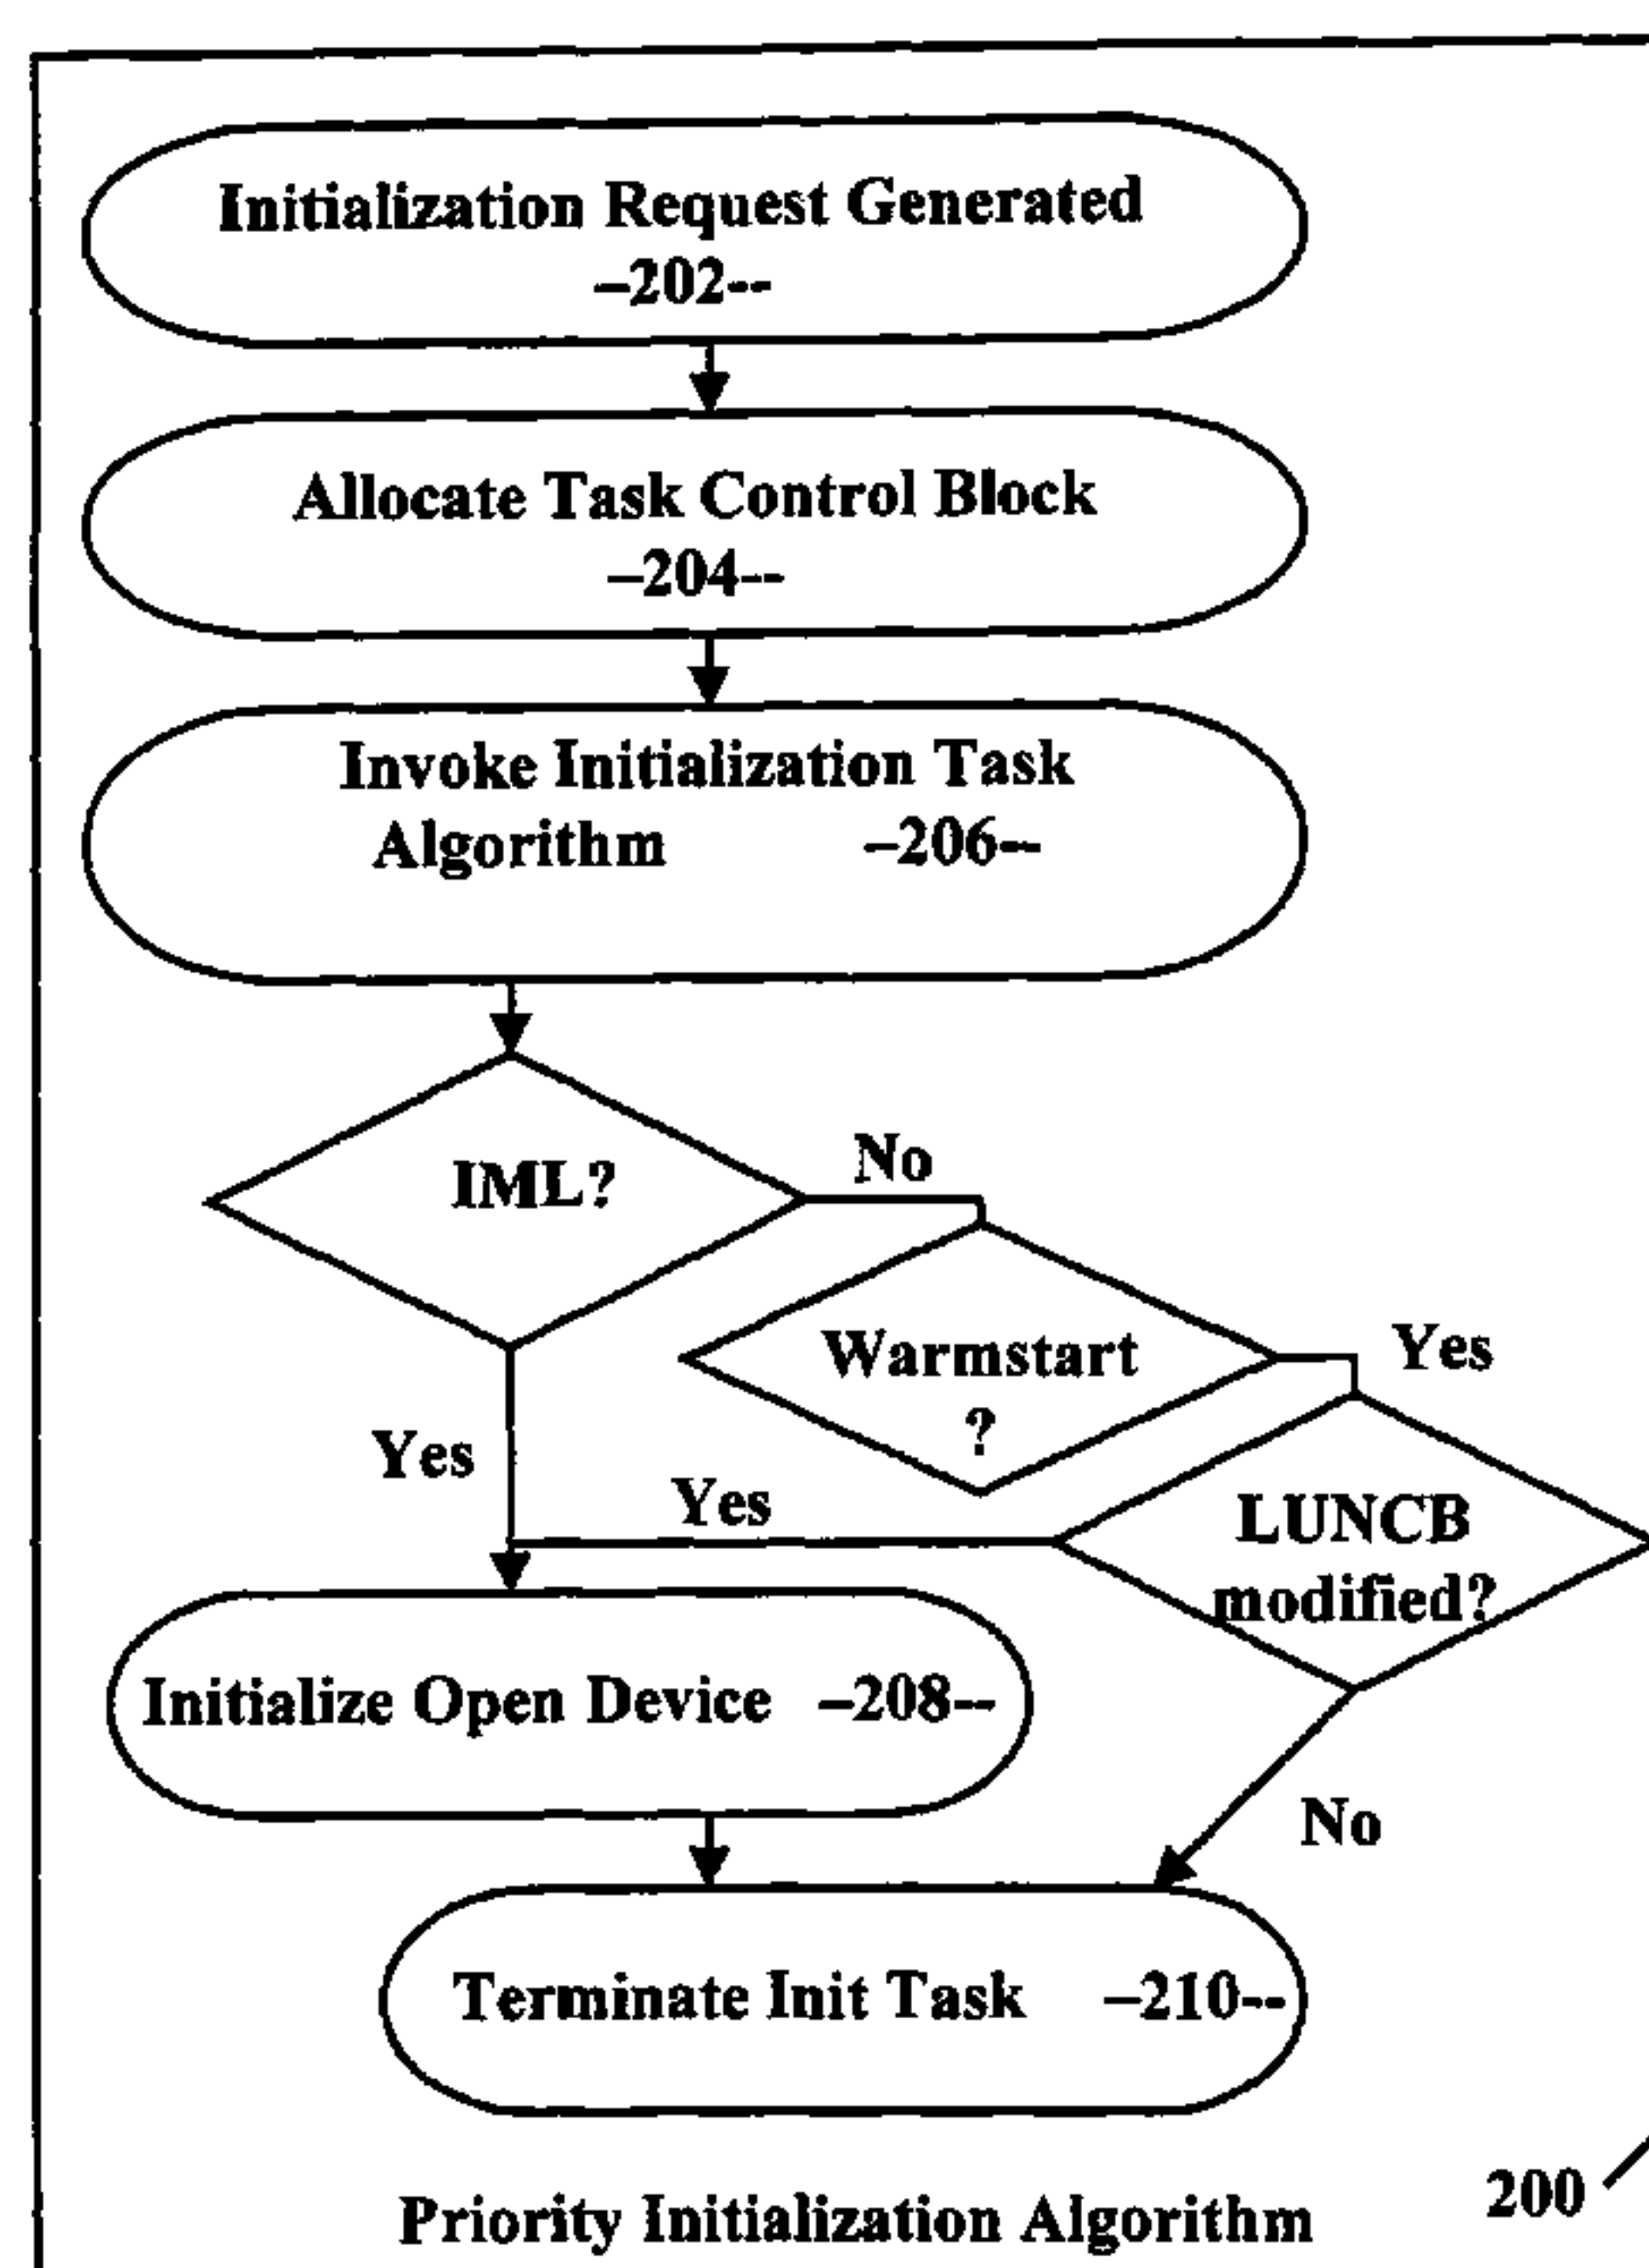 Initialization Request Generated
–202--
Allocate Task Control Block
–204--
Invoke Initialization Task
Algorithm –206--
IML?
No
Warmstart
?
Yes
Yes
Yes
LUNCB
modified?
Initialize Open Device –208--
No
Terminate Init Task –210--
200
Priority Initialization Algorithm